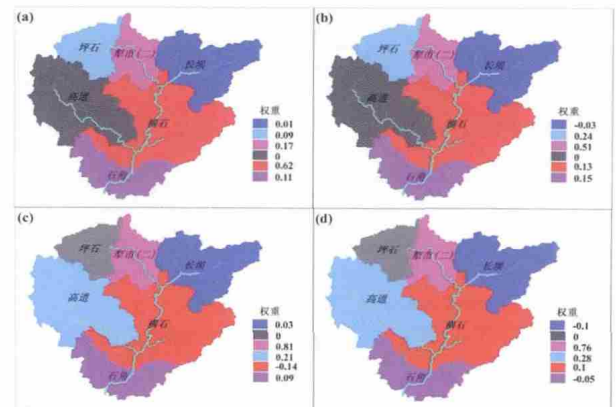 (a)
坪石
犁市(二)
长坝
高道
横石
石角
权重
0.01
0.09
0.17
0
0.62
0.11
(b)
坪石
犁市(二)
长坝
高道
横石
石角
权重
-0.03
0.24
0.51
0
0.13
0.15
(c)
坪石
犁市(二)
长坝
高道
横石
石角
权重
0.03
0
0.81
0.21
-0.14
0.09
(d)
坪石
犁市(二)
长坝
高道
横石
石角
权重
-0.1
0
0.76
0.28
0.1
-0.05